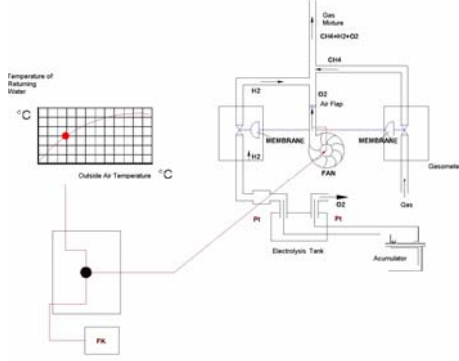 Gas
Mixture
CH4+H2+O2
CH4
Temperature of
Returning
Water
°C
H2
O2
Air Flap
MEMBRANE
MEMBRANE
Gasometer
°C
Outside Air Temperature
H2
FAN
Gas
O2
Pt
Pt
Electrolysis Tank
Acumulator
FK